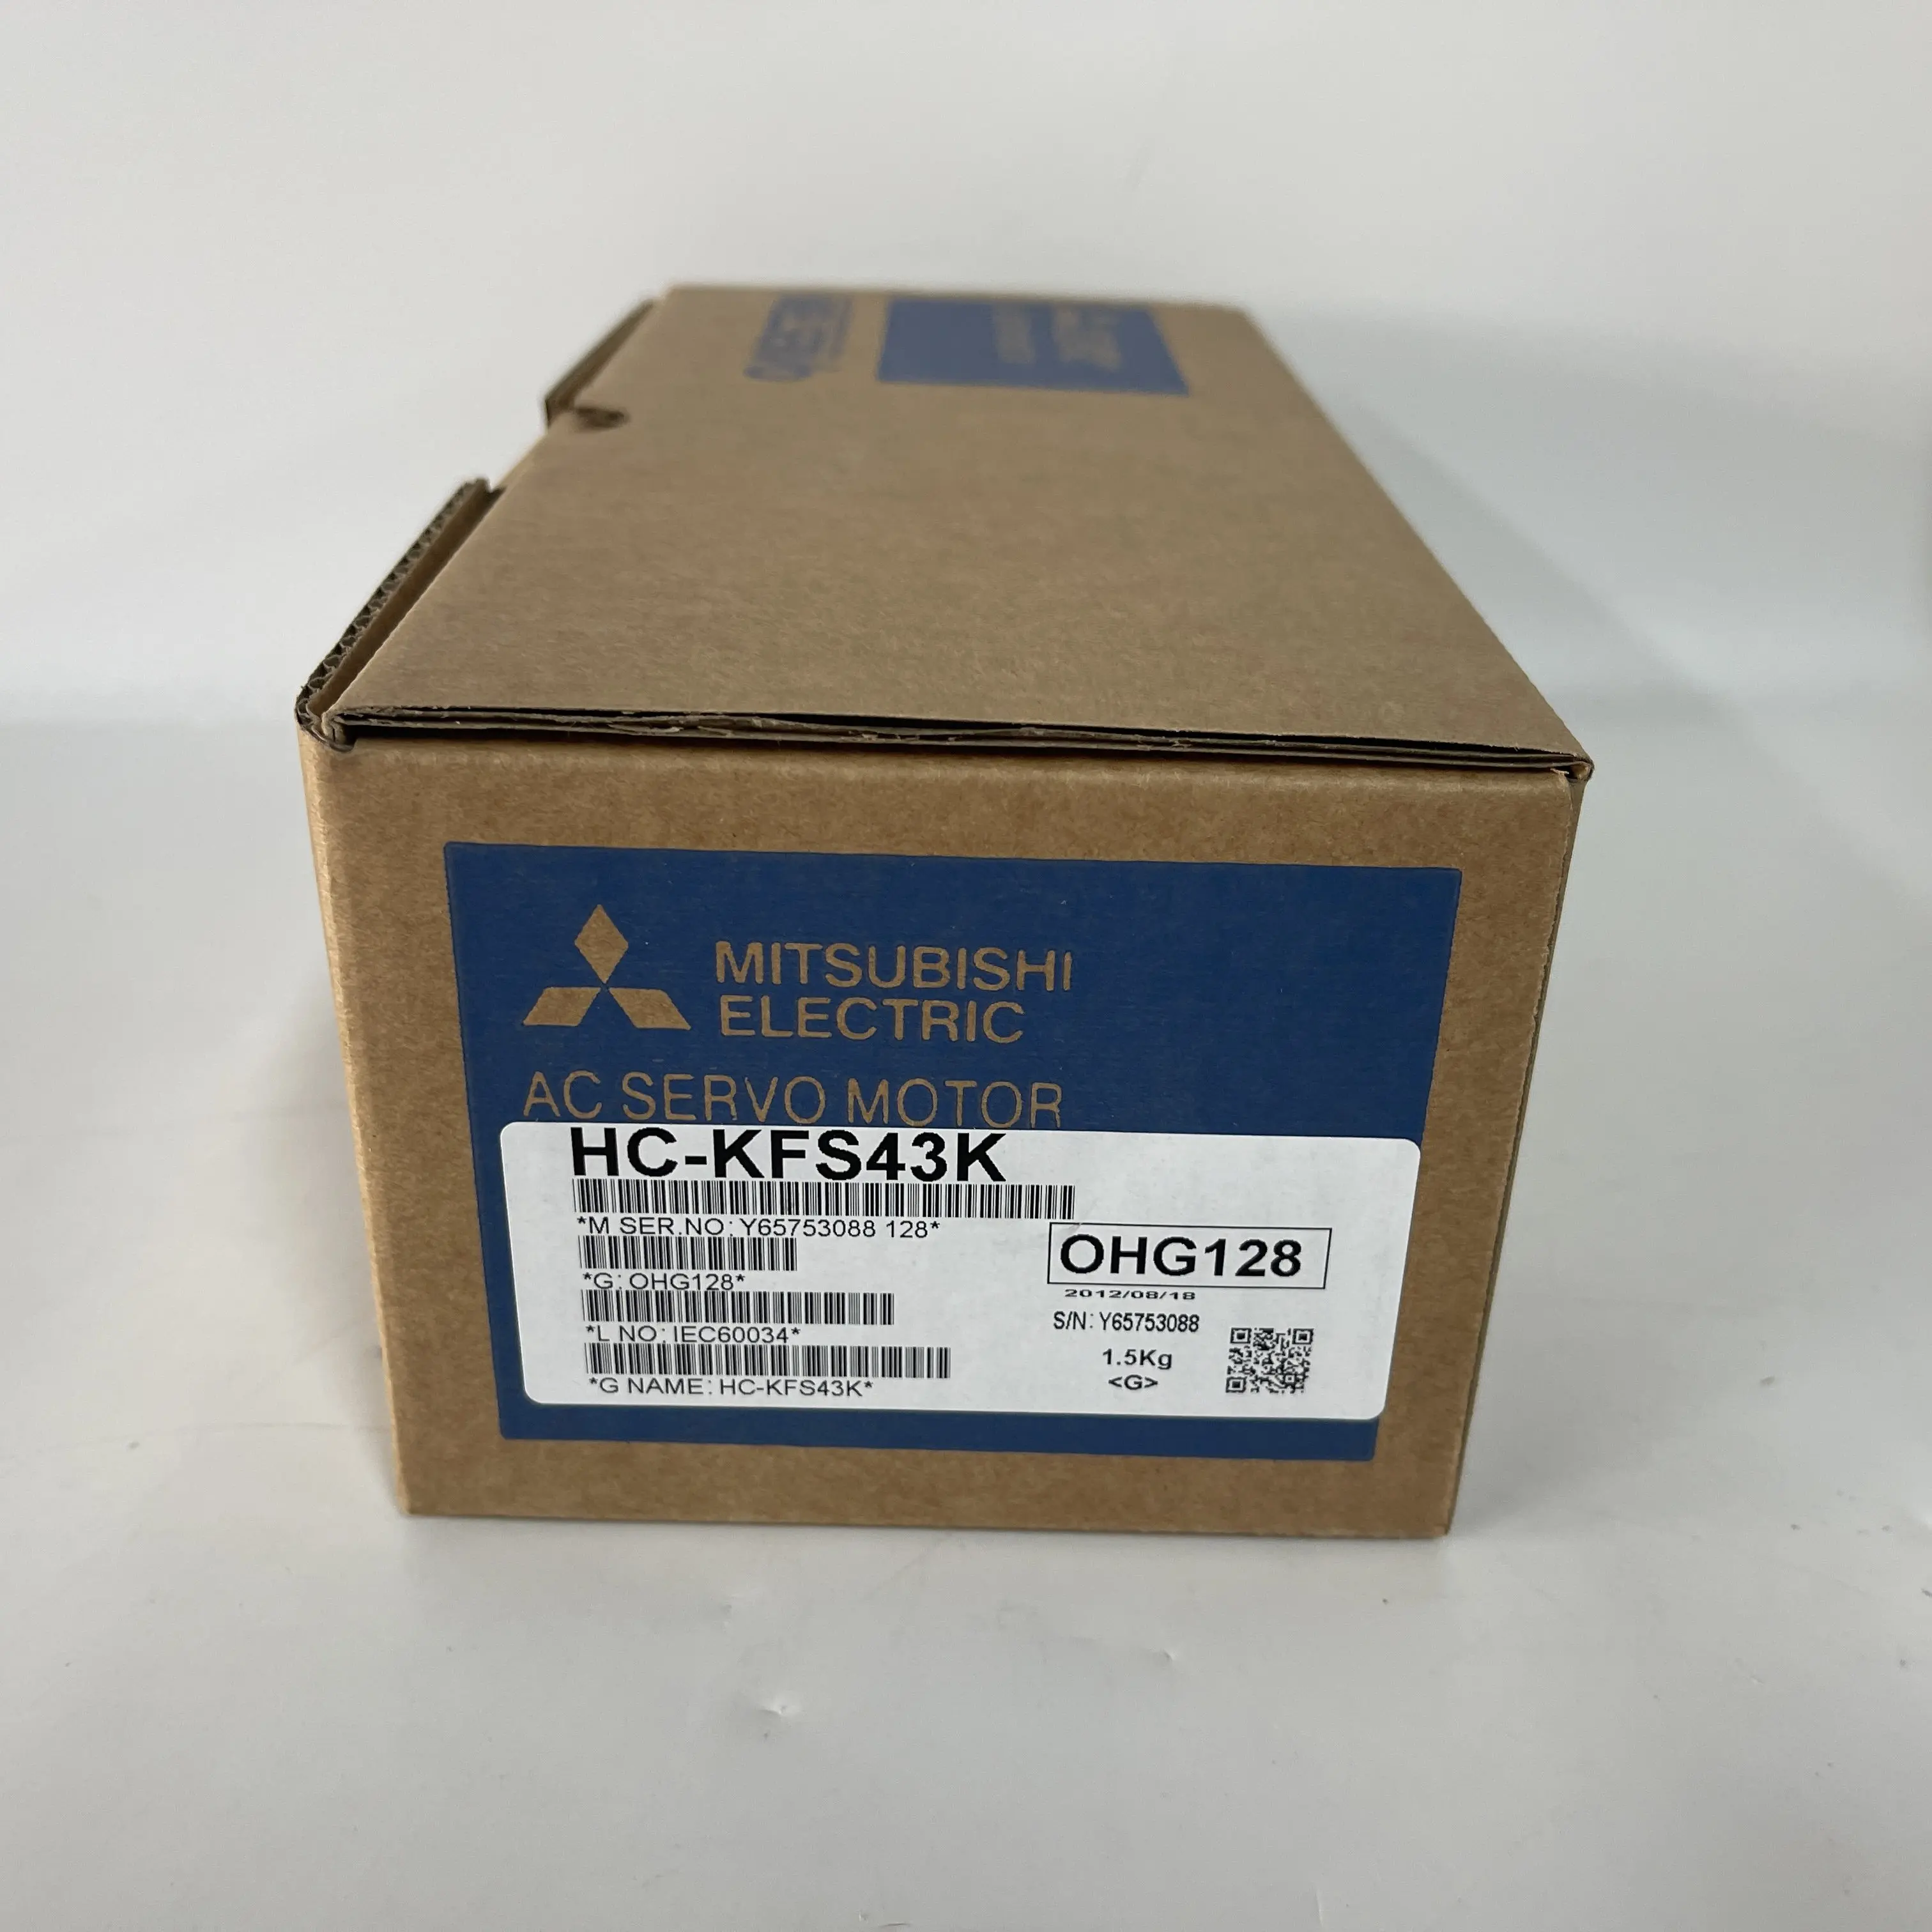 MITSUBISHI
ELECTRIC
AC SERVO MOTOR
HC-KFS43K
*M SER.NO: Y65753088 128*
*G: OHG128*
*L NO: IEC60034*
*G NAME: HC-KFS43K*
OHG128
2012/08/18
S/N: Y65753088
1.5Kg
<G>